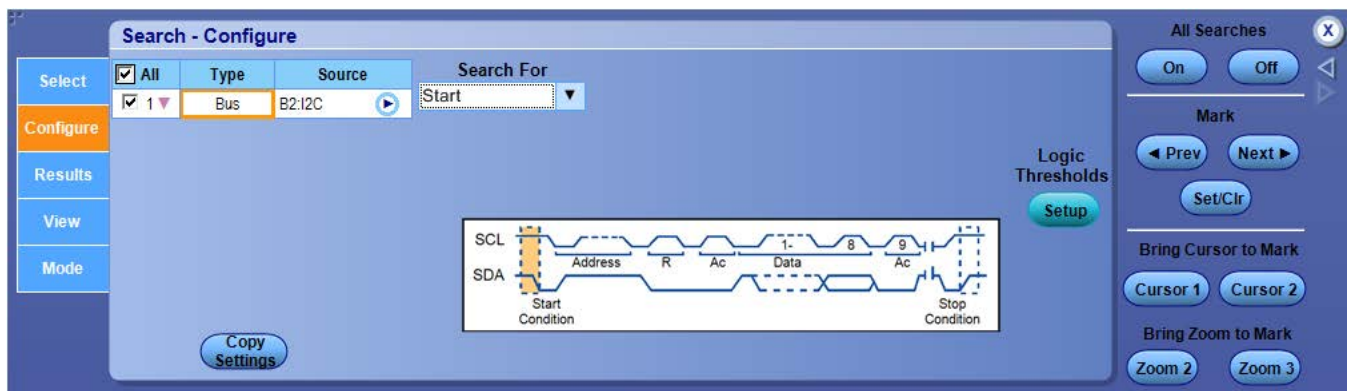 Search - Configure
All Searches
X
Select
Configure
Results
View
Mode
All Type Source
1 Bus B2:I2C
Search For
Start
On Off
Mark
◄ Prev Next ►
Set/Clr
Logic
Thresholds
Setup
SCL
1- 8 9
Address R Ac Data Ac
SDA
Start
Condition
Stop
Condition
Copy
Settings
Bring Cursor to Mark
Cursor 1 Cursor 2
Bring Zoom to Mark
Zoom 2 Zoom 3